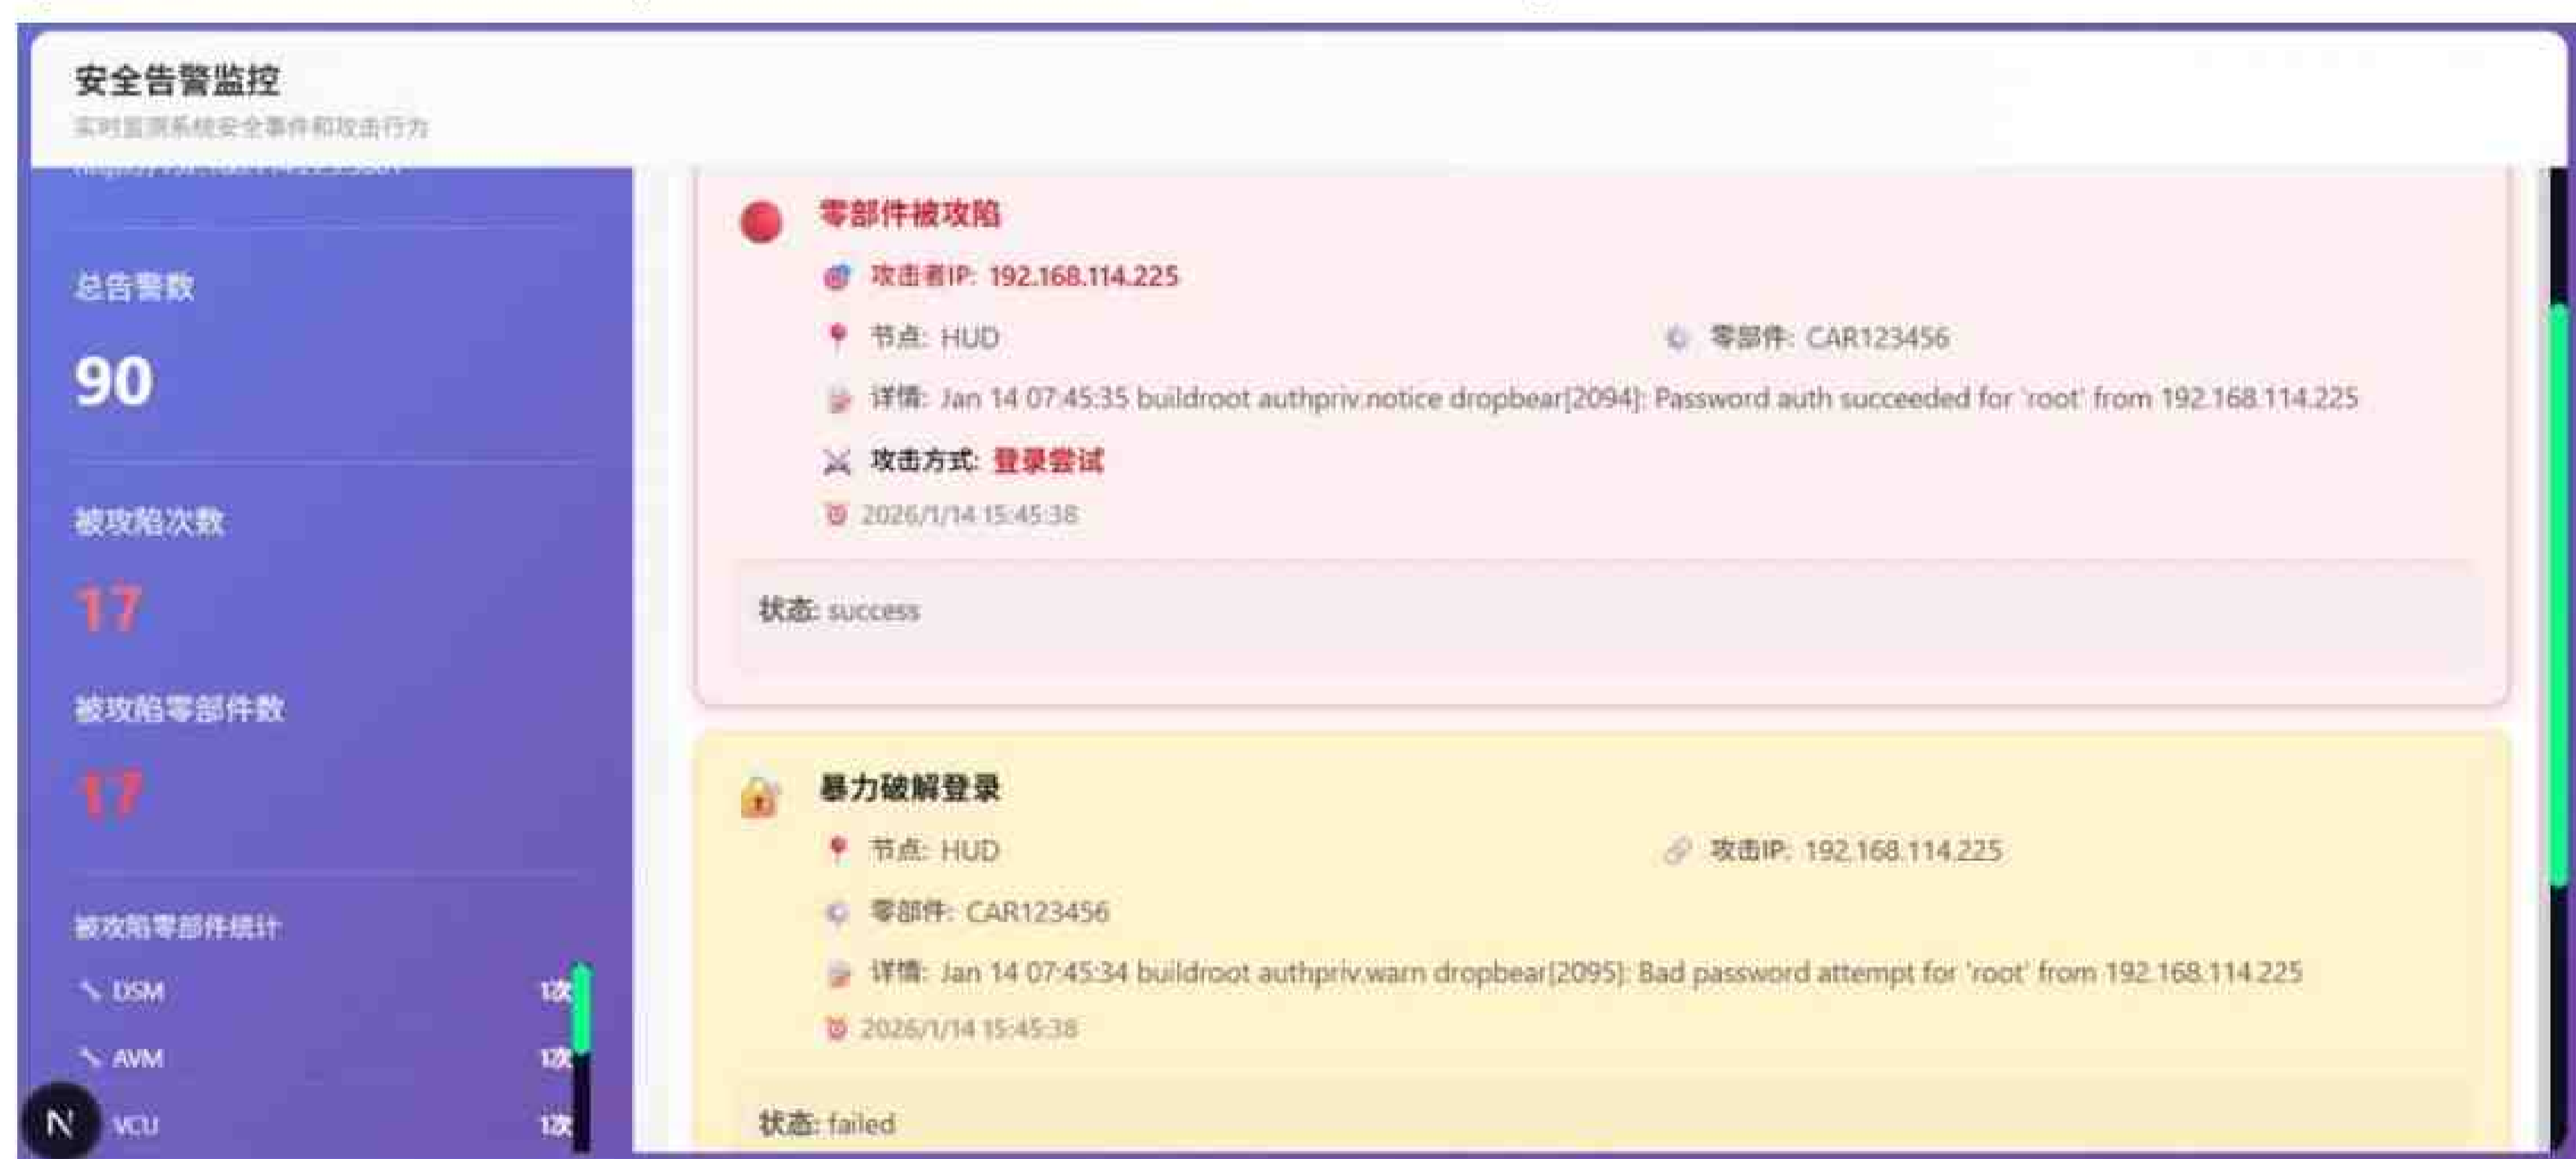 安全告警监控
实时监测系统安全事件和攻击行为
总告警数
90
被攻陷次数
17
被攻陷零部件数
17
被攻陷零部件统计
DSM 1次
AVM 1次
VCU 1次
N
零部件被攻陷
攻击者IP: 192.168.114.225
节点: HUD 零部件: CAR123456
详情: Jan 14 07:45:35 buildroot authpriv.notice dropbear[2094]: Password auth succeeded for 'root' from 192.168.114.225
攻击方式: 登录尝试
2026/1/14 15:45:38
状态: success
暴力破解登录
节点: HUD 攻击IP: 192.168.114.225
零部件: CAR123456
详情: Jan 14 07:45:34 buildroot authpriv.warn dropbear[2095]: Bad password attempt for 'root' from 192.168.114.225
2026/1/14 15:45:38
状态: failed